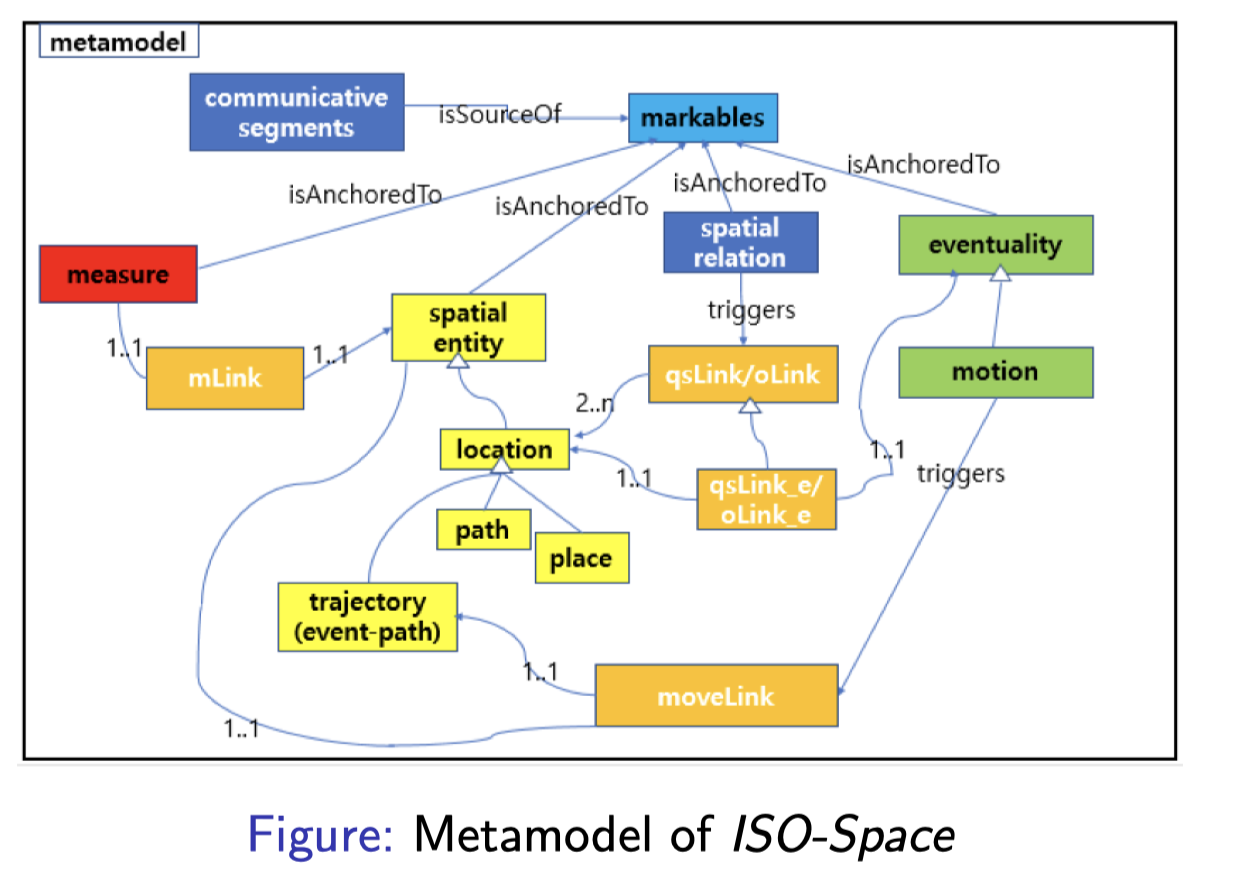 metamodel
communicative
segments
isSourceOf
markables
isAnchoredTo
isAnchoredTo
isAnchoredTo
isAnchoredTo
spatial
relation
eventuality
measure
spatial
entity
triggers
1..1
mLink
1..1
qsLink/oLink
motion
2..n
location
1..1
1..1
triggers
qsLink_e/
oLink_e
path
place
trajectory
(event-path)
1..1
moveLink
1..1
Figure: Metamodel of ISO-Space